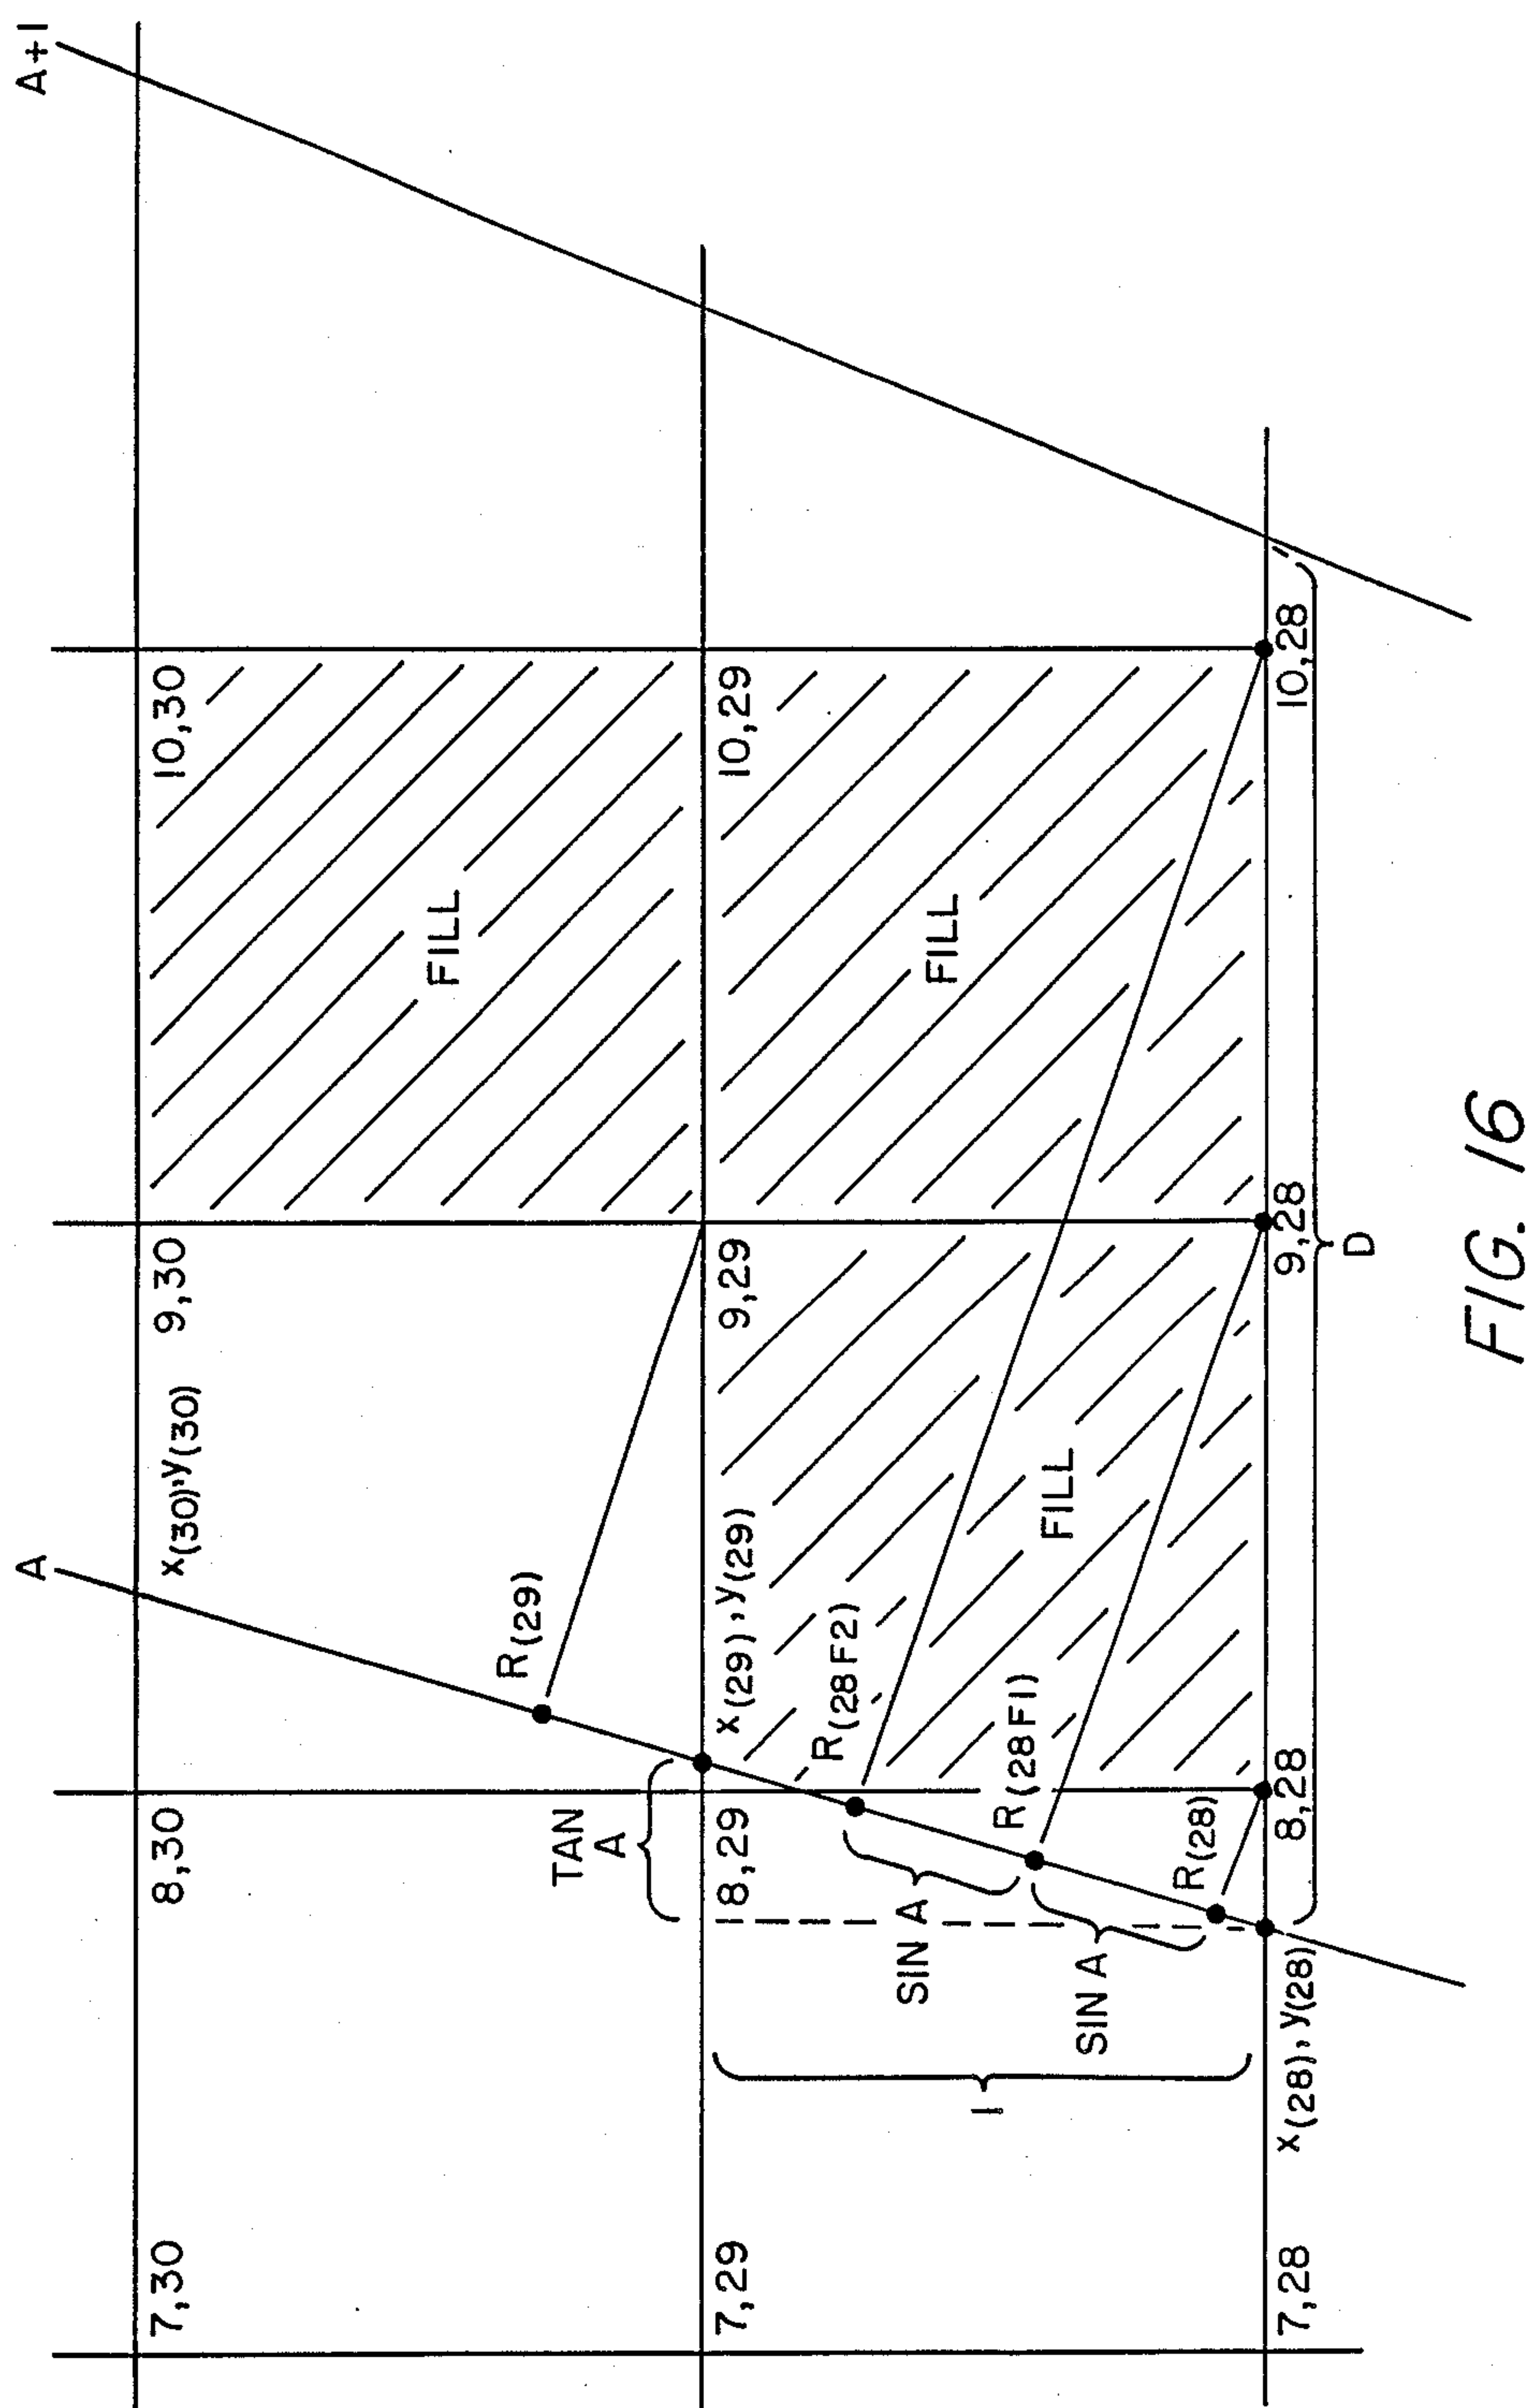 A
A+1
7,30
8,30
x(30),y(30)
9,30
10,30
FILL
R(29)
TAN
A
7,29
8,29
x(29),y(29)
9,29
10,29
R(28F2)
SIN A
FILL
1
R(28F1)
FILL
SIN A
R(28)
7,28
x(28),y(28)
8,28
9,28
10,28
D
FIG. 16